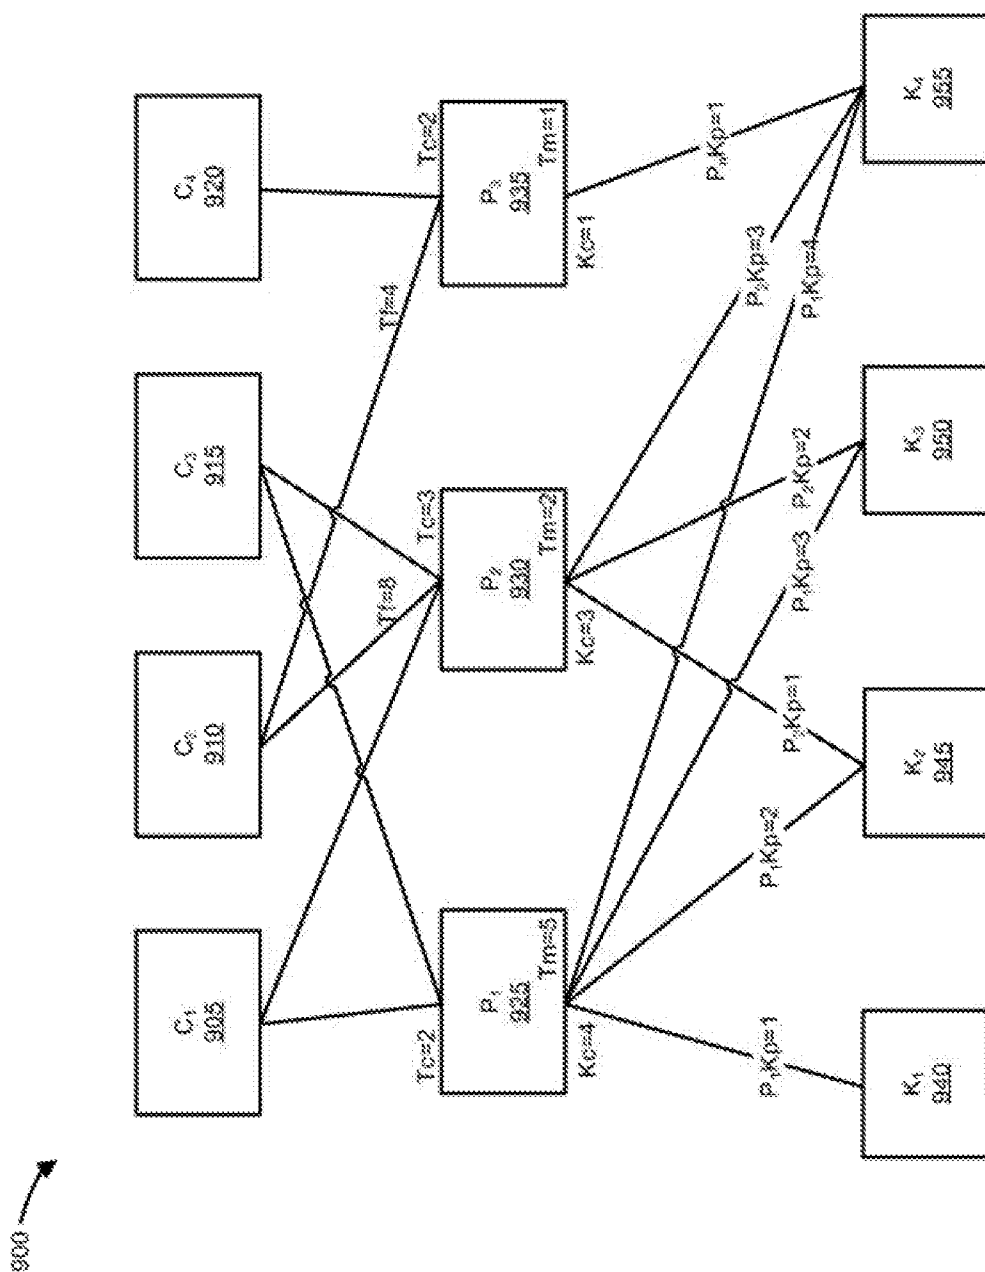 900
C₁
905
C₂
910
C₃
915
C₄
920
Tf=8
Tf=4
Tc=2
Tc=3
Tc=2
P₁
925
P₂
930
P₃
935
Tm=5
Tm=2
Tm=1
Kc=4
Kc=3
Kc=1
P₁Kp=1
P₁Kp=2
P₂Kp=1
P₁Kp=3
P₂Kp=2
P₂Kp=3
P₁Kp=4
P₃Kp=1
K₁
940
K₂
945
K₃
950
K₄
955